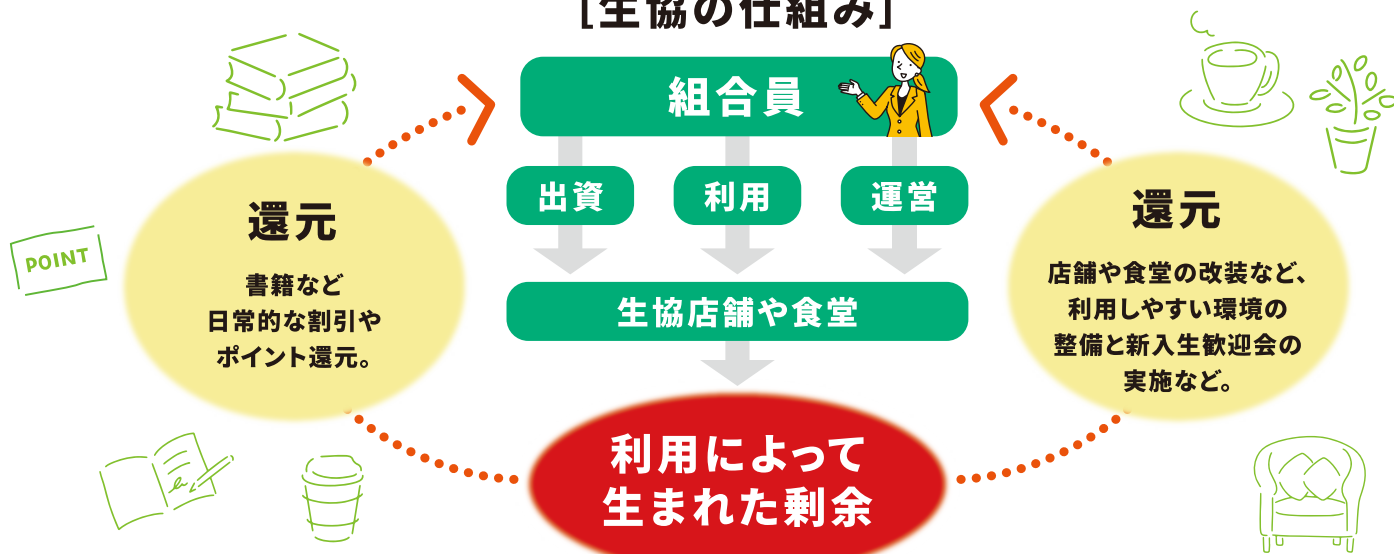 [生協の仕組み]
組合員
出資
利用
運営
生協店舗や食堂
利用によって
生まれた剰余
還元
書籍など
日常的な割引や
ポイント還元。
還元
店舗や食堂の改装など、
利用しやすい環境の
整備と新入生歓迎会の
実施など。
POINT